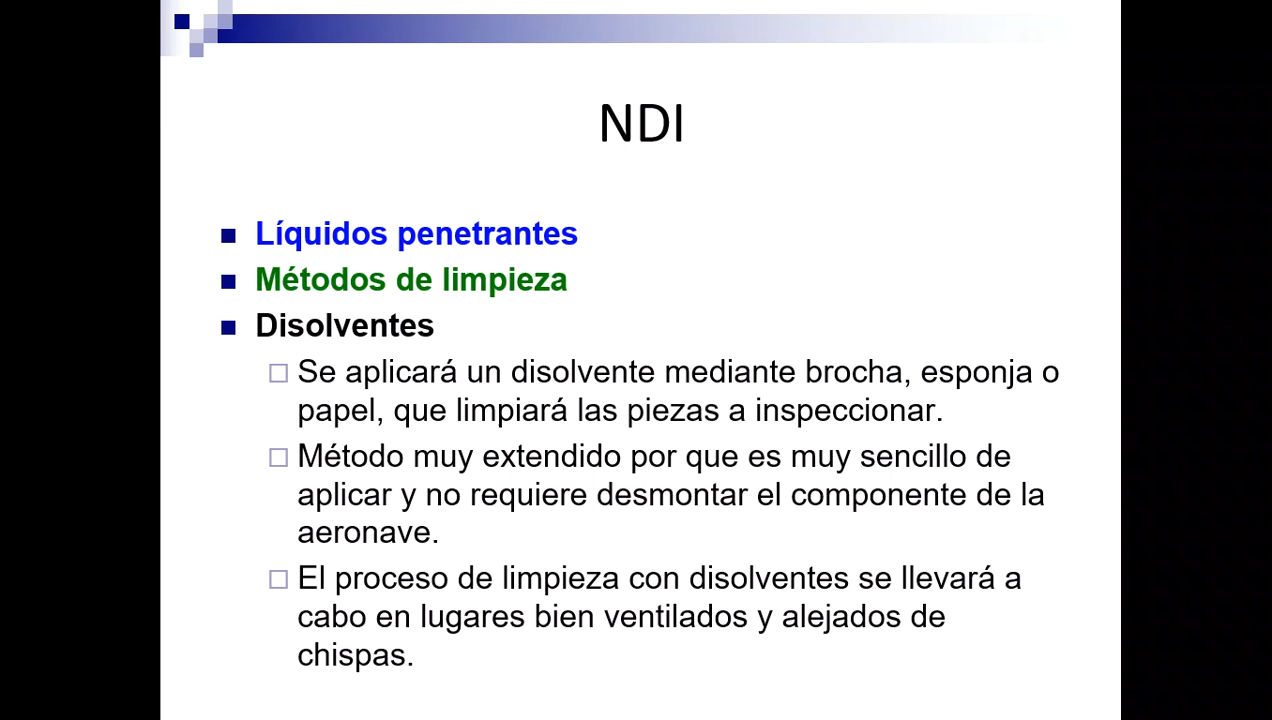 NDI
Líquidos penetrantes
Métodos de limpieza
Disolventes
Se aplicará un disolvente mediante brocha, esponja o
papel, que limpiará las piezas a inspeccionar.
Método muy extendido por que es muy sencillo de
aplicar y no requiere desmontar el componente de la
aeronave.
El proceso de limpieza con disolventes se llevará a
cabo en lugares bien ventilados y alejados de
chispas.